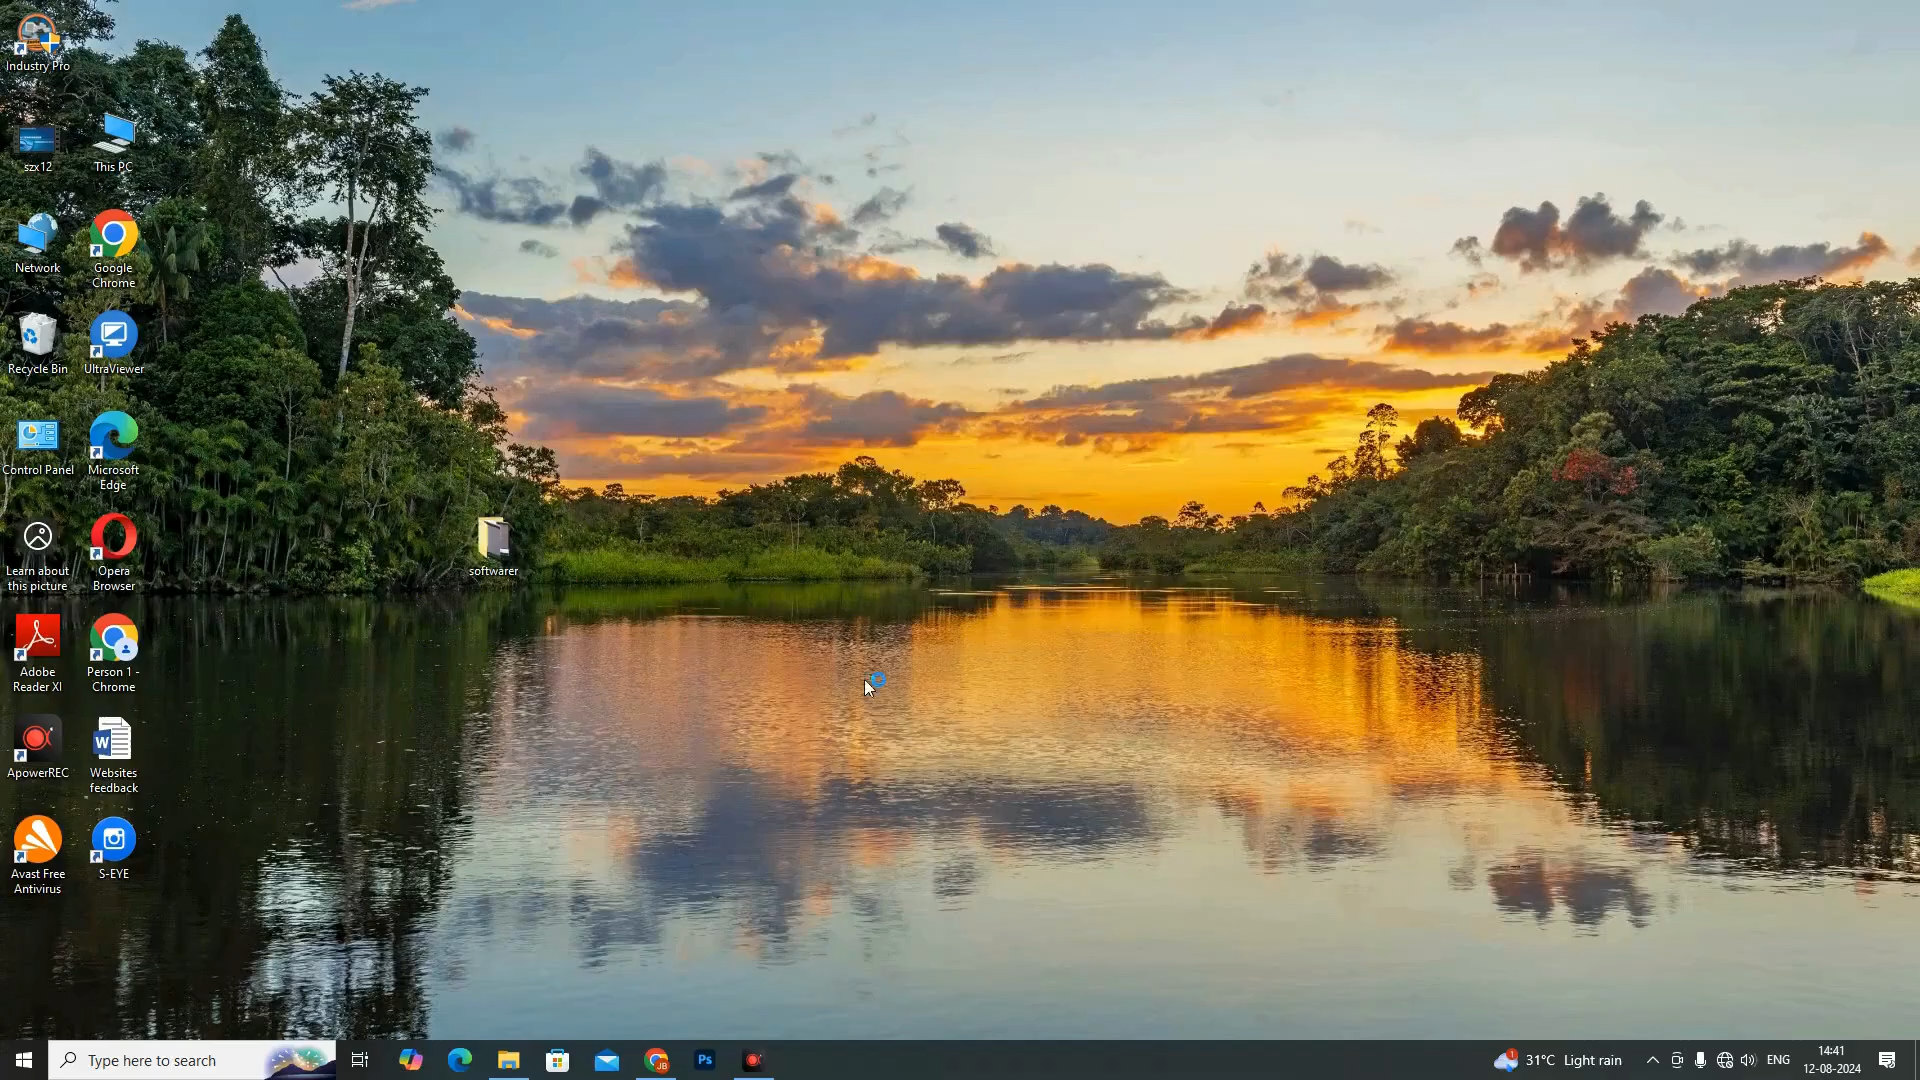 Industry Pro
szx12
This PC
Network
Google
Chrome
Recycle Bin
UltraViewer
Control Panel
Microsoft
Edge
Learn about
this picture
Opera
Browser
softwarer
Adobe
Reader XI
Person 1 -
Chrome
ApowerREC
Websites
feedback
Avast Free
Antivirus
S-EYE
Type here to search
JB
Ps
1
31°C Light rain
ENG
14:41
12-08-2024